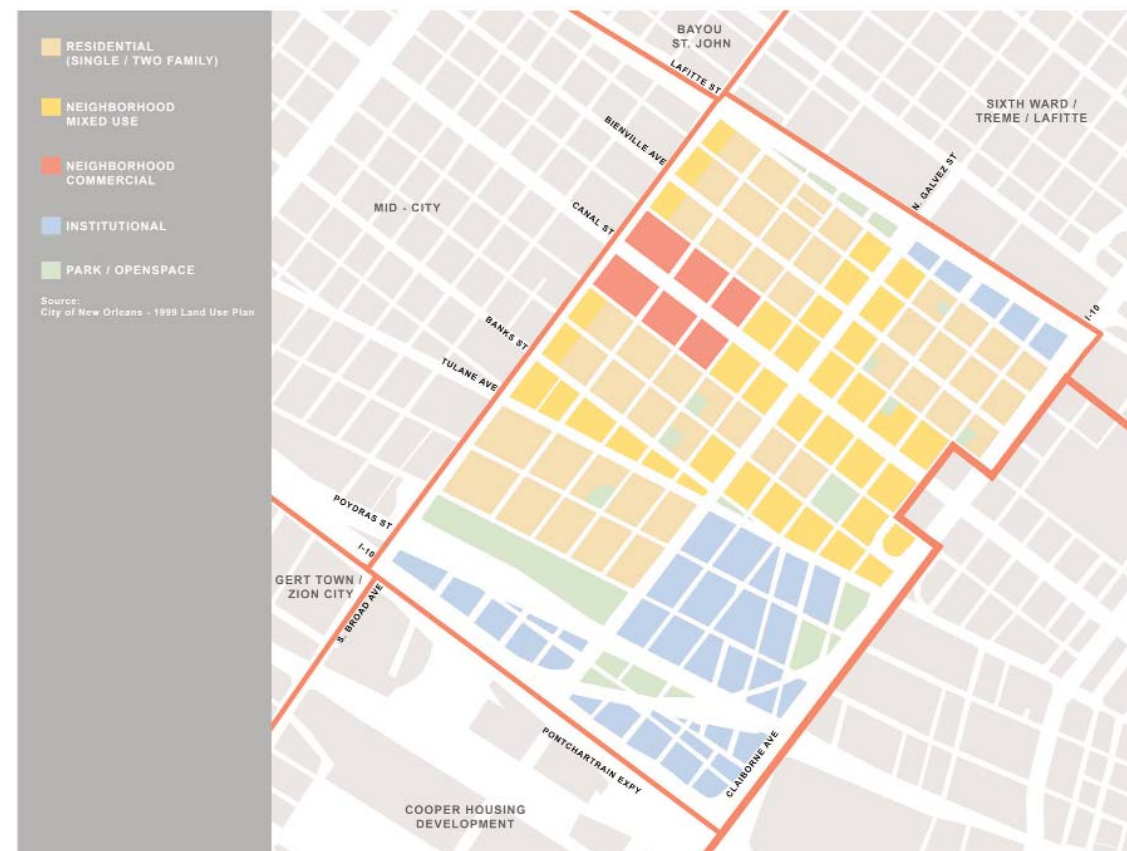 RESIDENTIAL
(SINGLE / TWO FAMILY)
NEIGHBORHOOD
MIXED USE
NEIGHBORHOOD
COMMERCIAL
INSTITUTIONAL
PARK / OPENSPACE
Source:
City of New Orleans - 1999 Land Use Plan
BAYOU
ST. JOHN
LAFITTE ST
SIXTH WARD /
TREME / LAFITTE
BIENVILLE AVE
N. GALVEZ ST
MID - CITY
CANAL ST
I-10
BANKS ST
TULANE AVE
POYDRAS ST
I-10
GERT TOWN /
ZION CITY
S. BROAD AVE
PONTCHARTRAIN EXPY
CLAIBORNE AVE
COOPER HOUSING
DEVELOPMENT